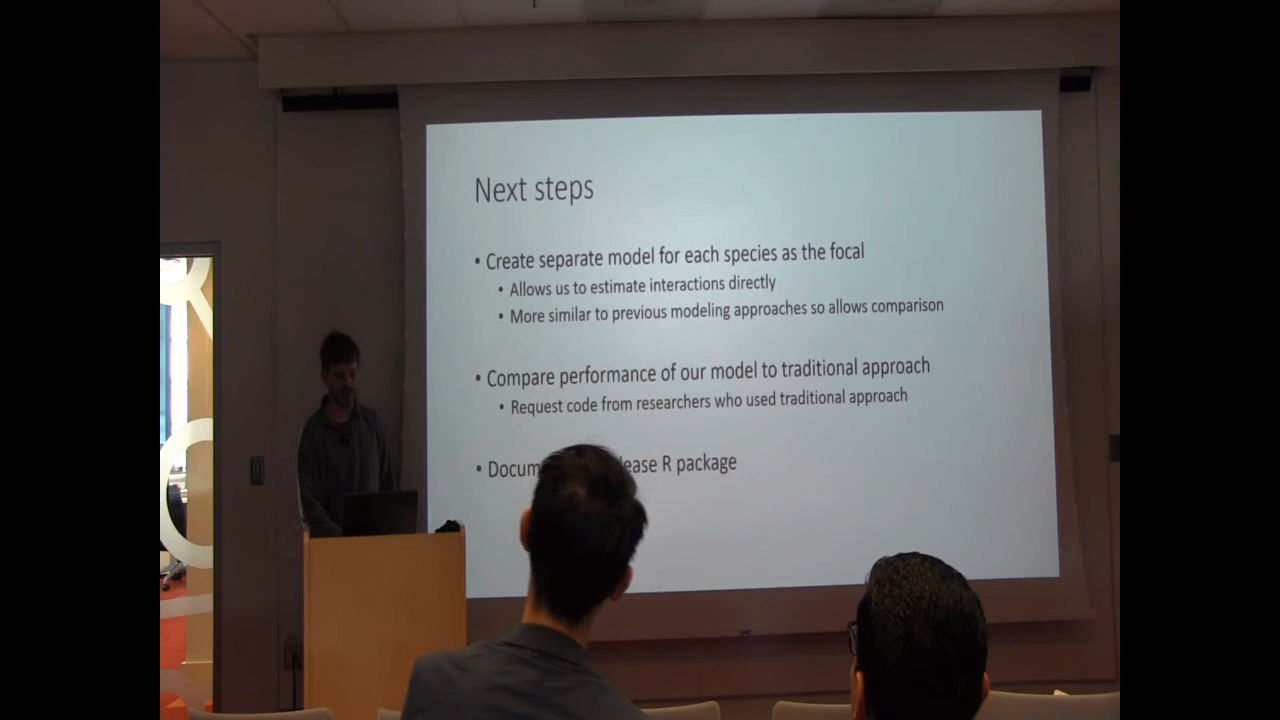 Next steps
• Create separate model for each species as the focal
• Allows us to estimate interactions directly
• More similar to previous modeling approaches so allows comparison
• Compare performance of our model to traditional approach
• Request code from researchers who used traditional approach
• R package